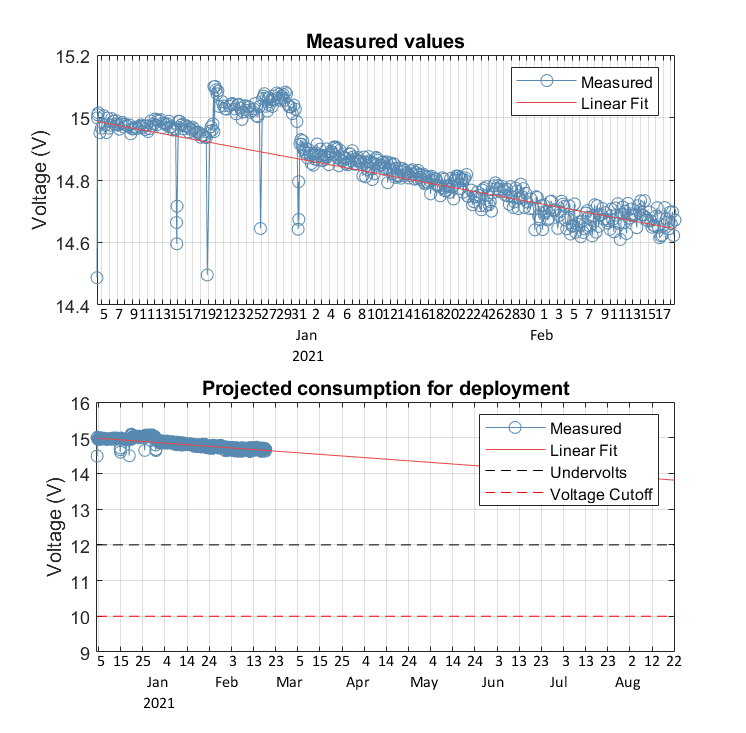 Measured values
15.2
15
14.8
14.6
14.4
Voltage (V)
Measured
Linear Fit
5 7 9 11 13 15 17 19 21 23 25 27 29 31 2 4 6 8 10 12 14 16 18 20 22 24 26 28 30 1 3 5 7 9 11 13 15 17
Jan Feb
2021
Projected consumption for deployment
16
15
14
13
12
11
10
9
Voltage (V)
Measured
Linear Fit
Undervolts
Voltage Cutoff
5 15 25 4 14 24 3 13 23 5 15 25 4 14 24 4 14 24 3 13 23 3 13 23 2 12 22
Jan Feb Mar Apr May Jun Jul Aug
2021